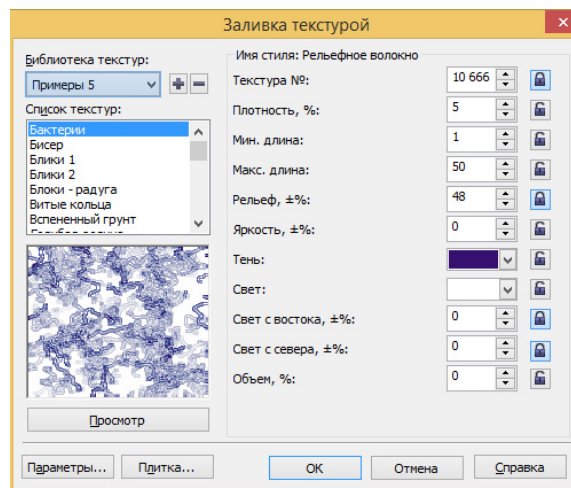 Заливка текстурой
Библиотека текстур:
Примеры 5
Список текстур:
Бактерии
Бисер
Блики 1
Блики 2
Блоки - радуга
Витые кольца
Вспененный грунт
Просмотр
Имя стиля: Рельефное волокно
Текстура №: 10 666
Плотность, %: 5
Мин. длина: 1
Макс. длина: 50
Рельеф, ±%: 48
Яркость, ±%: 0
Тень:
Свет:
Свет с востока, ±%: 0
Свет с севера, ±%: 0
Объем, %: 0
Параметры... Плитка... OK Отмена Справка